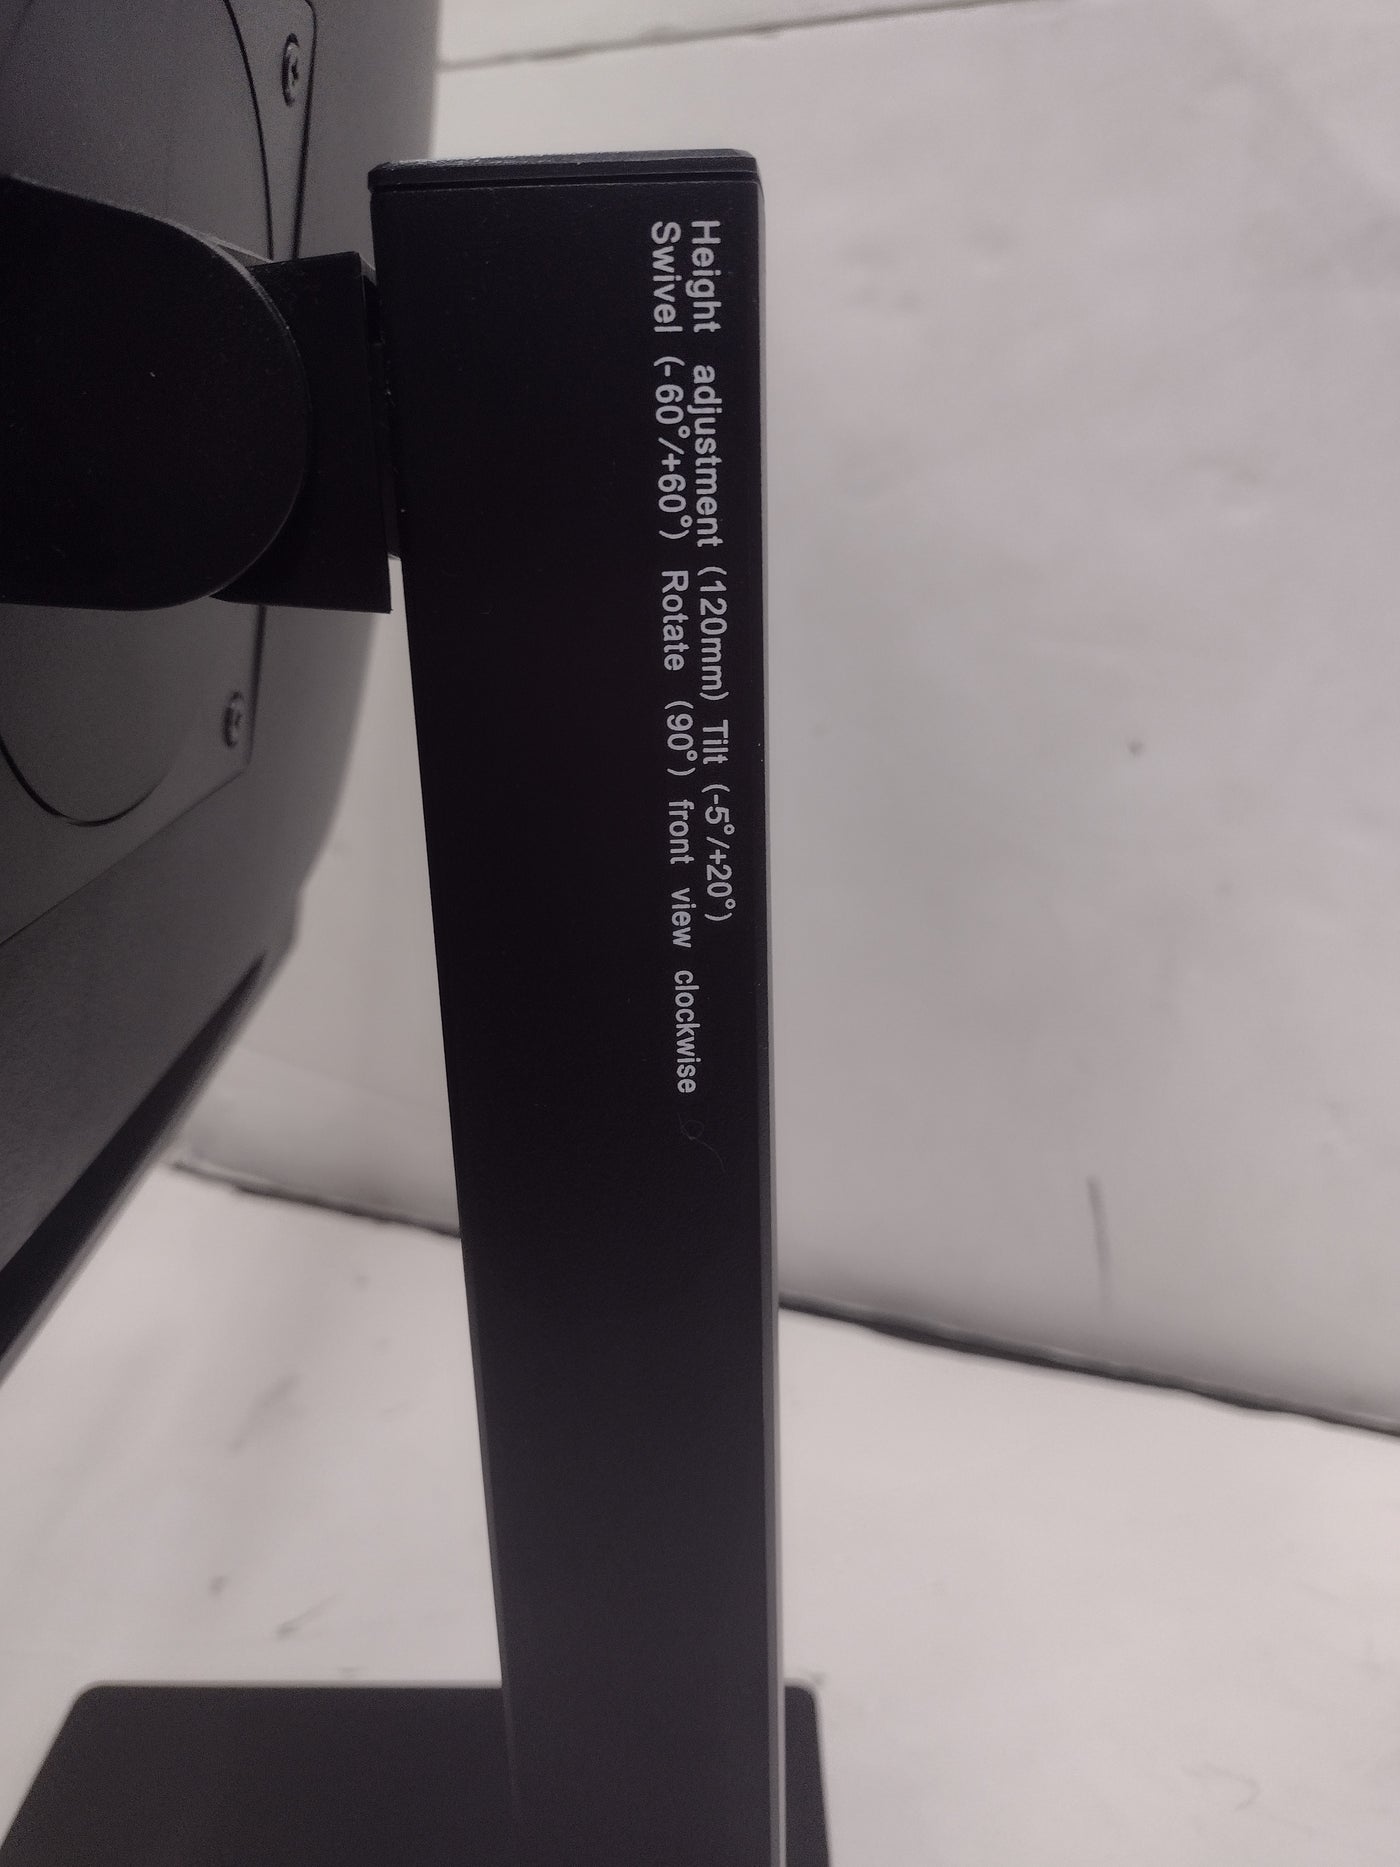 Height adjustment (120mm) Tilt (-5°/+20°)
Swivel (-60°/+60°) Rotate (90°) front view clockwise